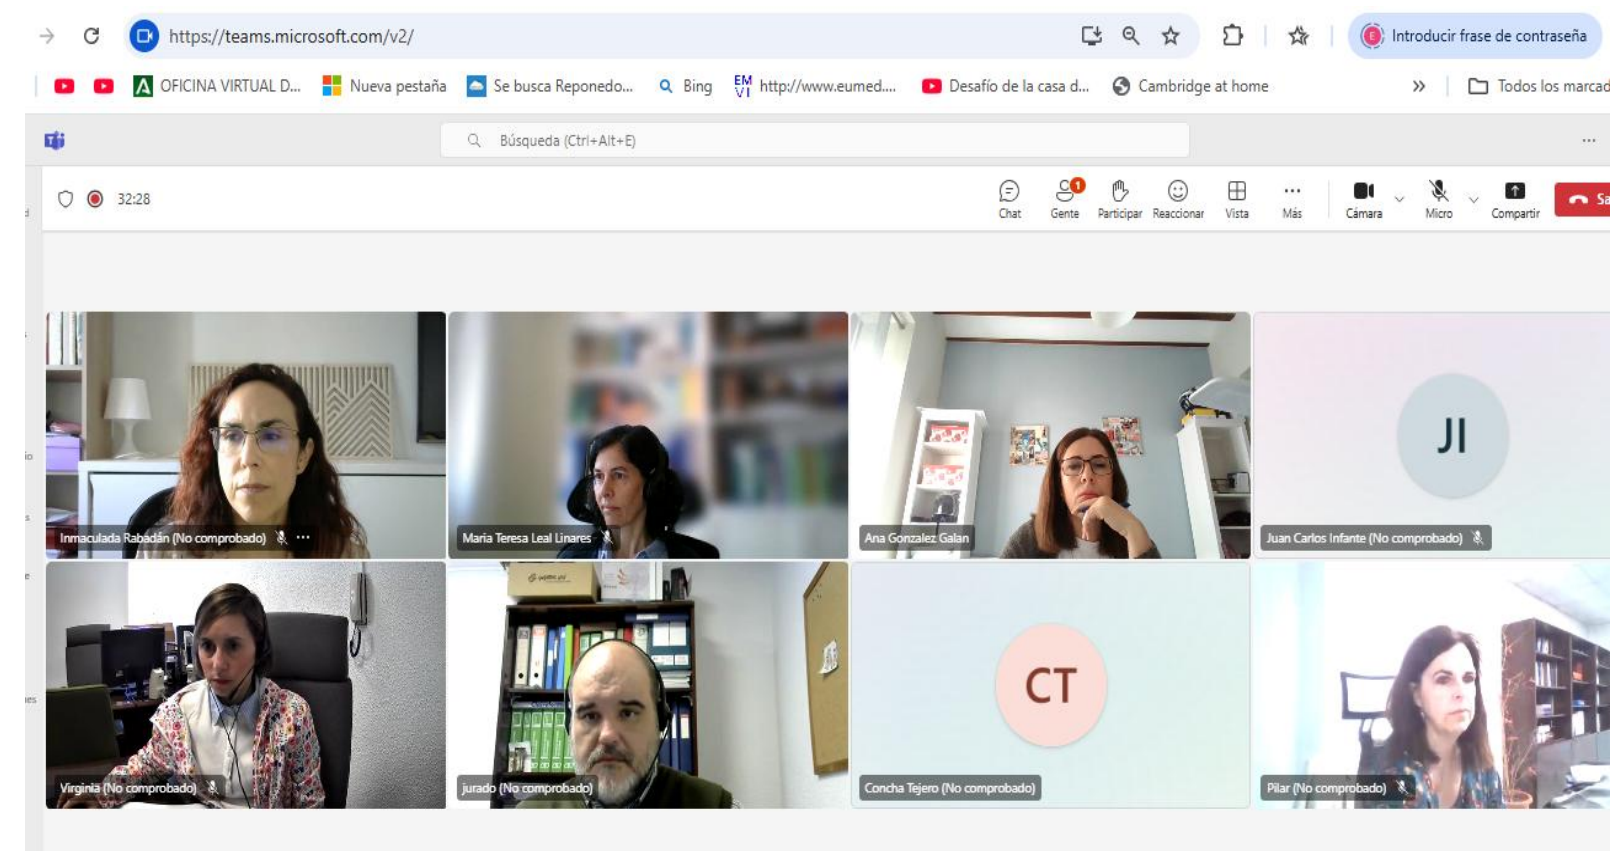 https://teams.microsoft.com/v2/
Introducir frase de contraseña
OFICINA VIRTUAL D...
Nueva pestaña
Se busca Reponedo...
Bing
http://www.eumed....
Desafío de la casa d...
Cambridge at home
Todos los marcad
Búsqueda (Ctrl+Alt+E)
32:28
1
Chat
Gente
Participar
Reaccionar
Vista
Más
Cámara
Micro
Compartir
Sa
Inmaculada Rabadán (No comprobado)
Maria Teresa Leal Linares
Ana Gonzalez Galan
JI
Juan Carlos Infante (No comprobado)
Virginia (No comprobado)
jurado (No comprobado)
CT
Concha Tejero (No comprobado)
Pilar (No comprobado)